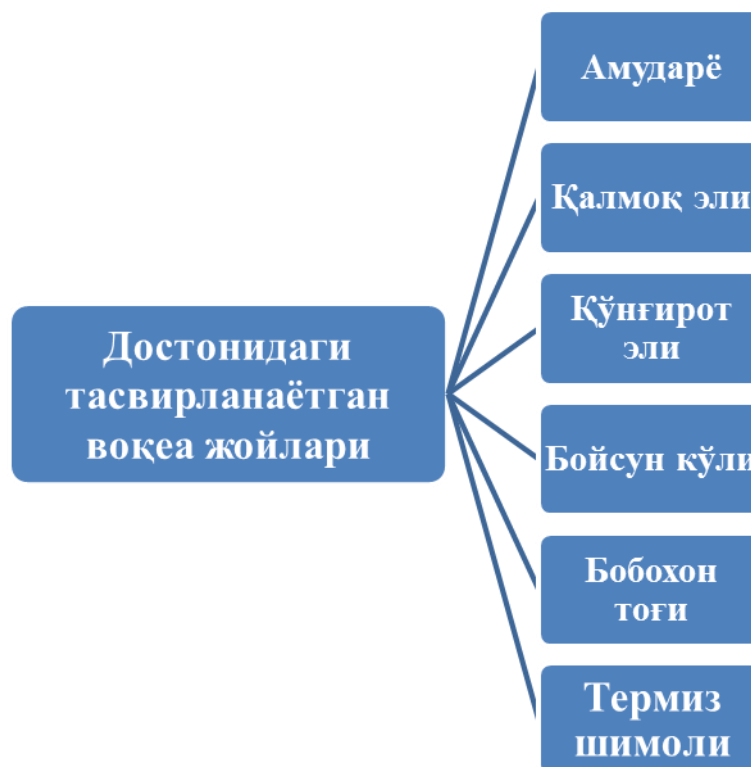 Амударё
Қалмоқ эли
Қўнғирот
эли
Достонидаги
тасвирланаётган
воқеа жойлари
Бойсун кўли
Бобохон
тоғи
Термиз
шимоли